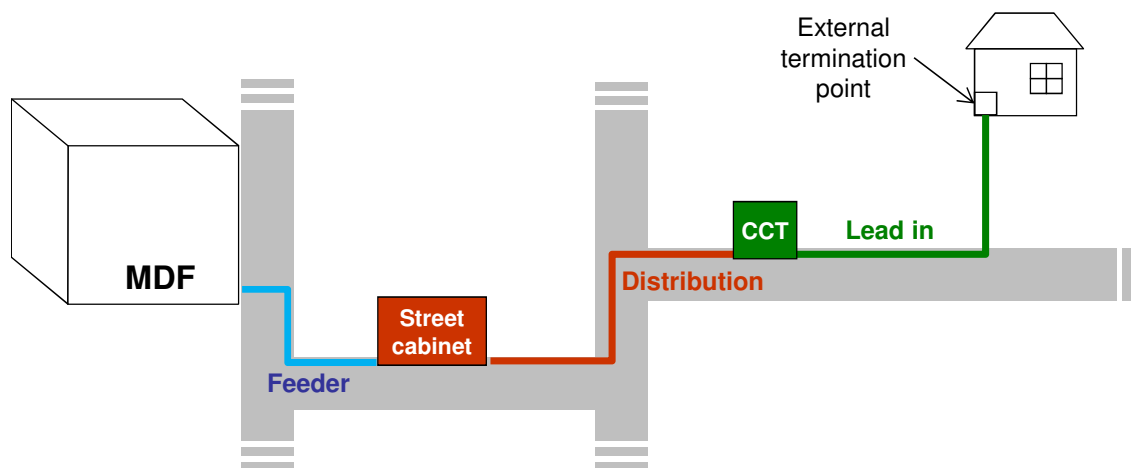 External
termination
point
MDF
Street
cabinet
Feeder
CCT
Lead in
Distribution